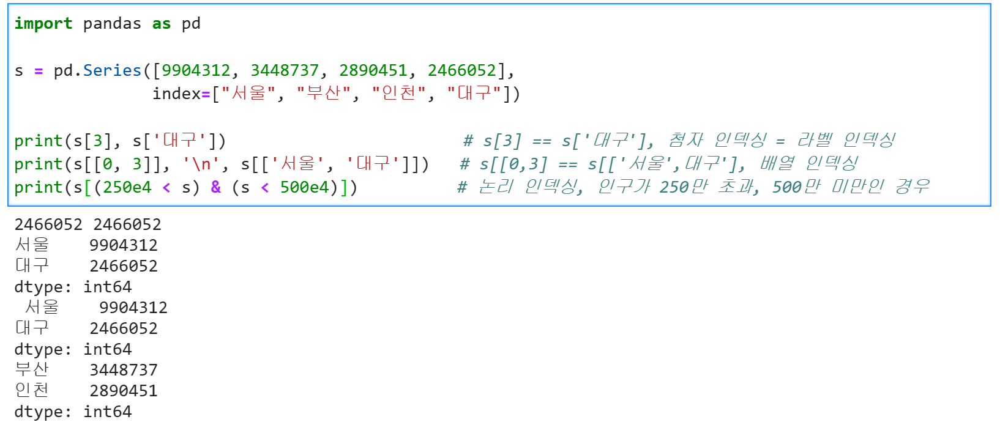 import pandas as pd
s = pd.Series([9904312, 3448737, 2890451, 2466052],
index=["서울", "부산", "인천", "대구"])
print(s[3], s['대구']) # s[3] == s['대구'], 첨자 인덱싱 = 라벨 인덱싱
print(s[[0, 3]], '\n', s[['서울', '대구']]) # s[[0,3] == s[['서울',대구'], 배열 인덱싱
print(s[(250e4 < s) & (s < 500e4)]) # 논리 인덱싱, 인구가 250만 초과, 500만 미만인 경우
2466052 2466052
서울 9904312
대구 2466052
dtype: int64
서울 9904312
대구 2466052
dtype: int64
부산 3448737
인천 2890451
dtype: int64